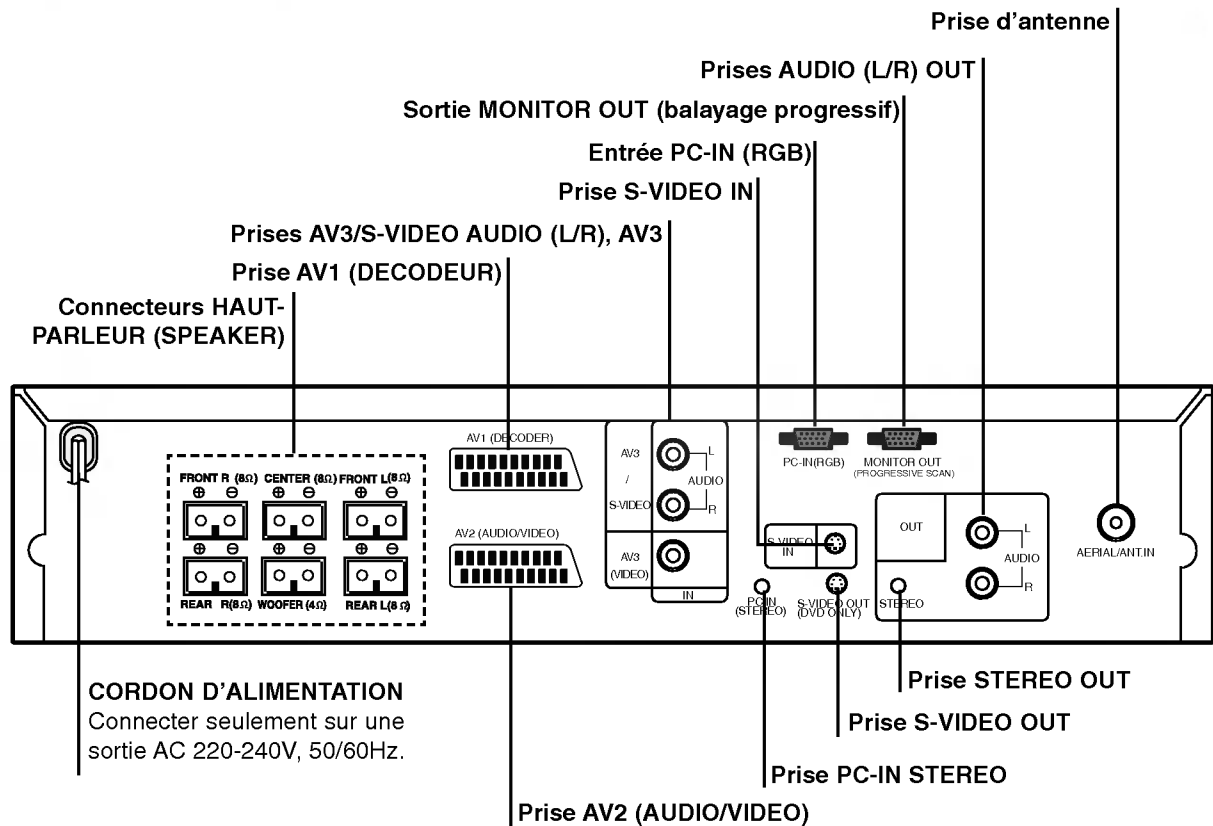 Prise d'antenne
Prises AUDIO (L/R) OUT
Sortie MONITOR OUT (balayage progressif)
Entrée PC-IN (RGB)
Prise S-VIDEO IN
Prises AV3/S-VIDEO AUDIO (L/R), AV3
Prise AV1 (DECODEUR)
Connecteurs HAUT-
PARLEUR (SPEAKER)
FRONT R (8Ω) CENTER (8Ω) FRONT L(8Ω)
⊕ ⊖ ⊕ ⊖ ⊕ ⊖
⊕ ⊖ ⊕ ⊖ ⊕ ⊖
REAR R(8Ω) WOOFER (4Ω) REAR L(8Ω)
AV1 (DECODER)
AV2 (AUDIO/VIDEO)
AV3
/
S-VIDEO
L
AUDIO
R
AV3
(VIDEO)
IN
PC-IN(RGB)
MONITOR OUT
(PROGRESSIVE SCAN)
S-VIDEO
IN
PC IN
(STEREO)
S-VIDEO OUT
(DVD ONLY)
OUT
STEREO
L
AUDIO
R
AERIAL/ANT.IN
CORDON D'ALIMENTATION
Connecter seulement sur une
sortie AC 220-240V, 50/60Hz.
Prise STEREO OUT
Prise S-VIDEO OUT
Prise PC-IN STEREO
Prise AV2 (AUDIO/VIDEO)